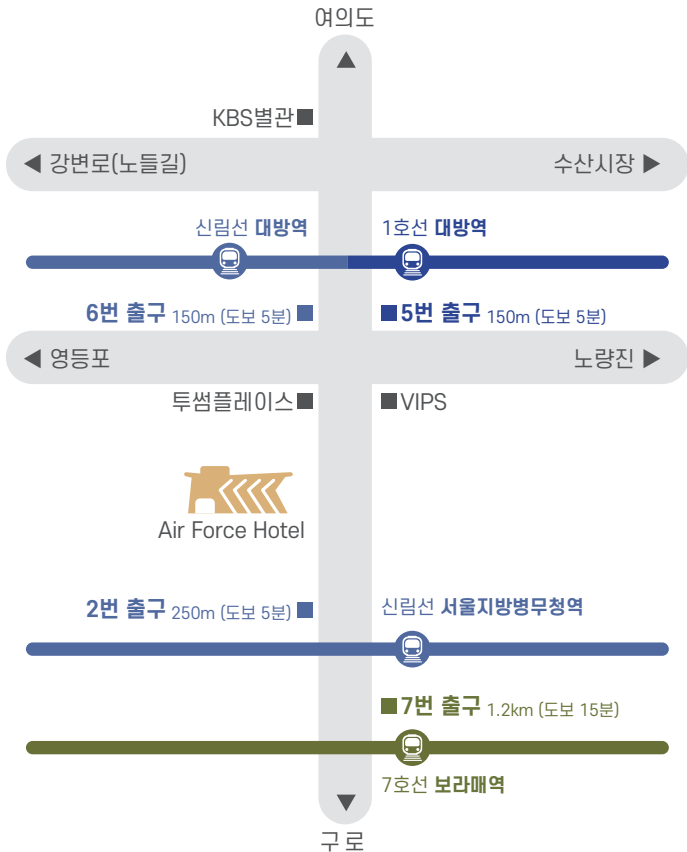 여의도
▲
KBS별관■
◀ 강변로(노들길)
수산시장 ▶
신림선 대방역
1호선 대방역
6번 출구 150m (도보 5분) ■
■5번 출구 150m (도보 5분)
◀ 영등포
노량진 ▶
투썸플레이스■
■VIPS
Air Force Hotel
2번 출구 250m (도보 5분) ■
신림선 서울지방병무청역
■7번 출구 1.2km (도보 15분)
7호선 보라매역
▼
구 로